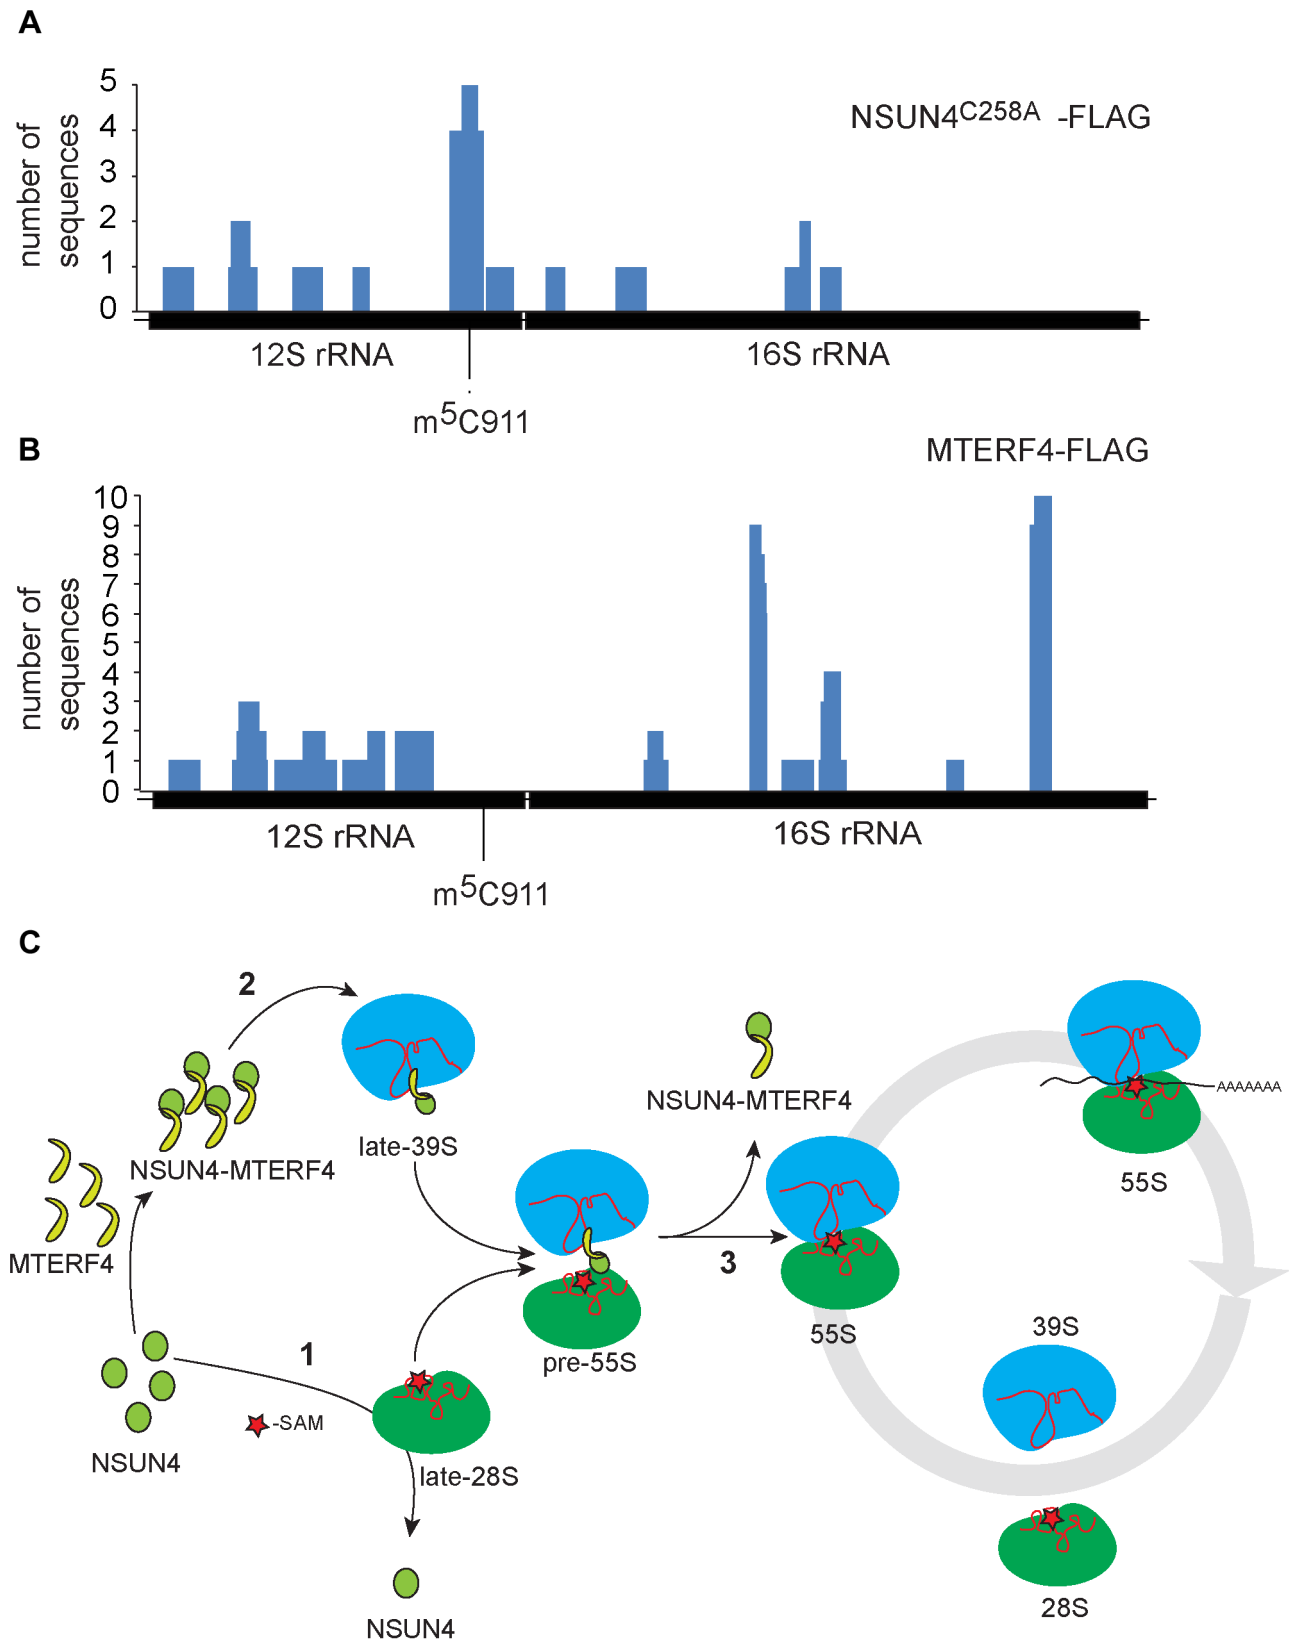 A
NSUN4C258A -FLAG
number of
sequences
5
4
3
2
1
0
12S rRNA
16S rRNA
m5C911
B
MTERF4-FLAG
number of
sequences
10
9
8
7
6
5
4
3
2
1
0
12S rRNA
16S rRNA
m5C911
C
2
NSUN4-MTERF4
AAAAAAA
late-39S
NSUN4-MTERF4
55S
MTERF4
3
55S
39S
1
pre-55S
-SAM
NSUN4
late-28S
28S
NSUN4